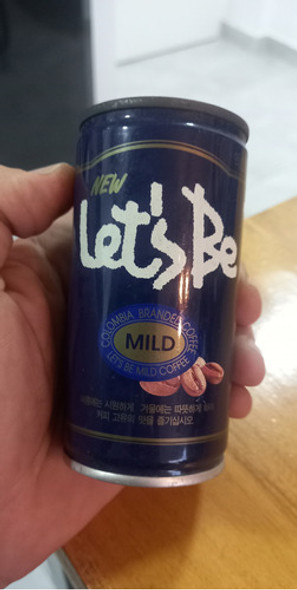 NEW
Let's Be
COLOMBIA BRANDED COFFEE
MILD
LET'S BE MILD COFFEE
시원하게 겨울에는 따뜻하게
커피 고유의 맛을 즐기십시오